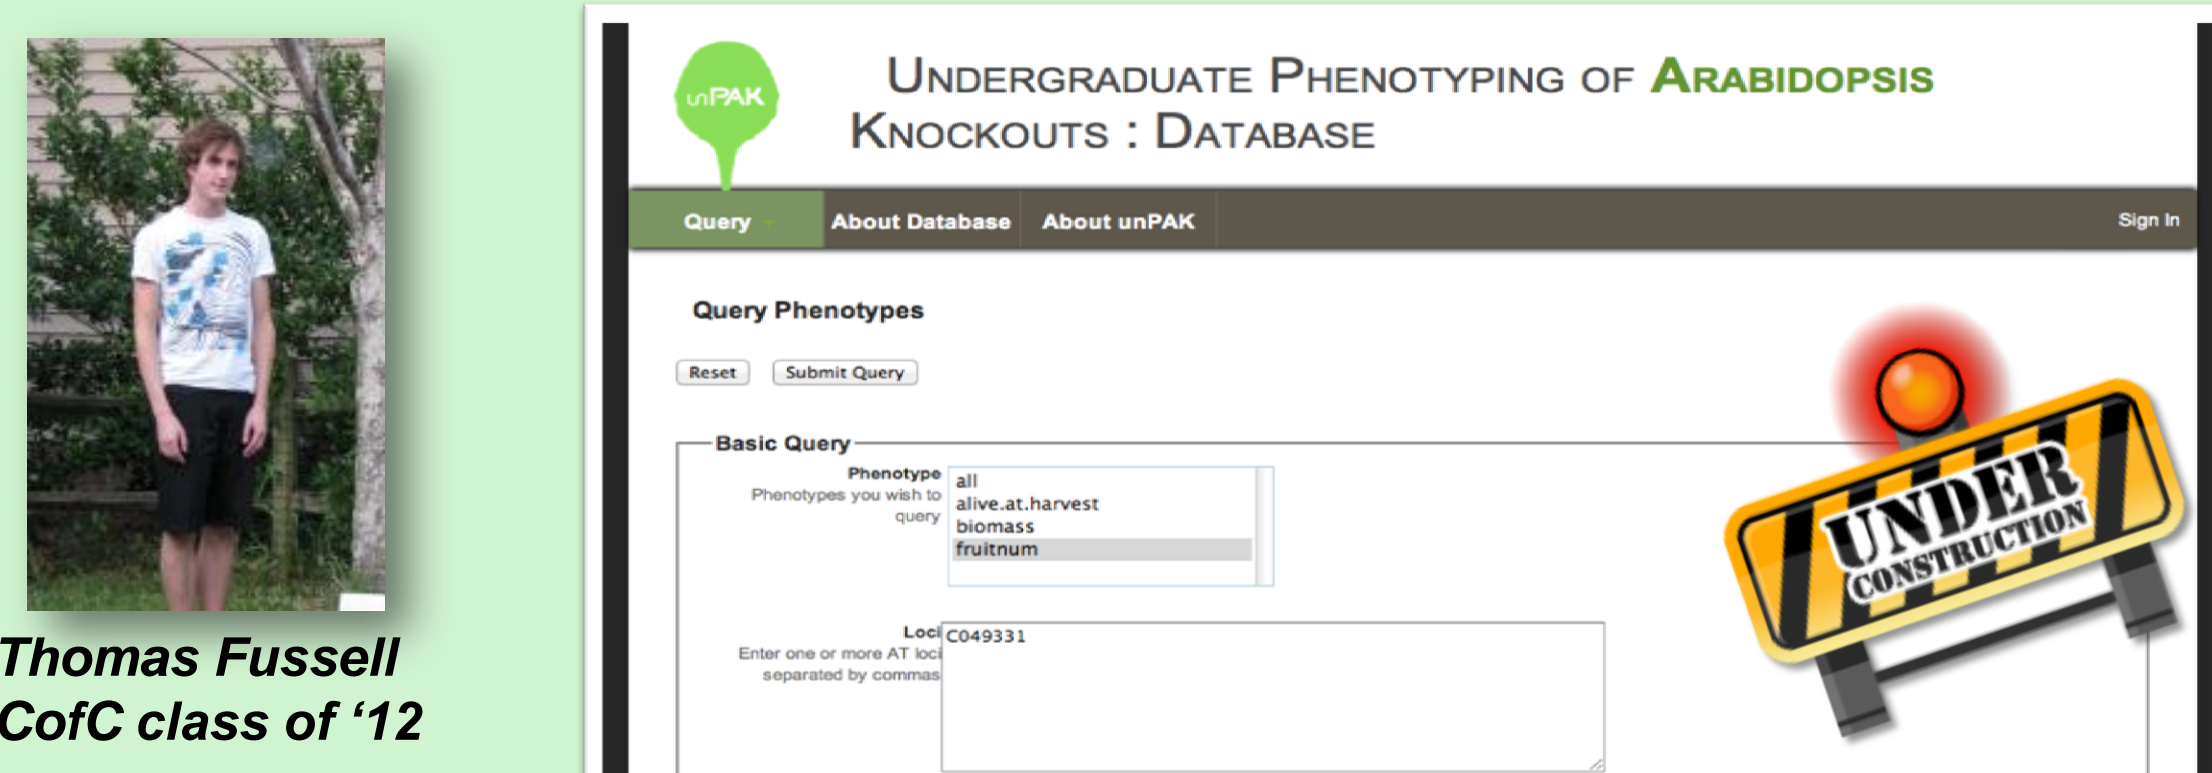 Thomas Fussell
CofC class of ‘12
unPAK
UNDERGRADUATE PHENOTYPING OF ARABIDOPSIS
KNOCKOUTS : DATABASE
Query
About Database
About unPAK
Sign In
Query Phenotypes
Reset
Submit Query
Basic Query
Phenotype
Phenotypes you wish to
query
all
alive.at.harvest
biomass
fruitnum
Loci
Enter one or more AT loci
separated by commas
C049331
UNDER
CONSTRUCTION